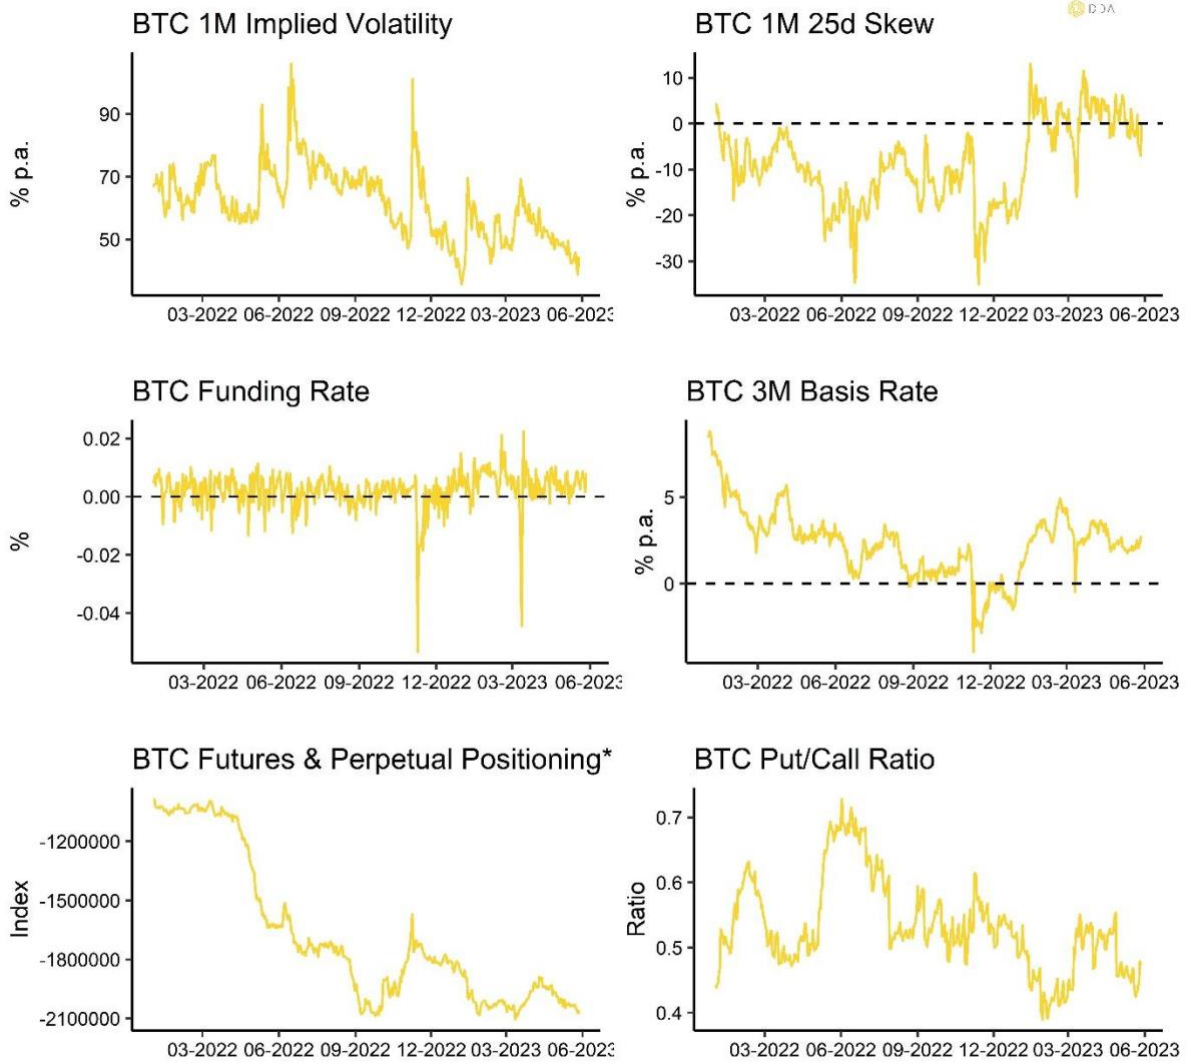 BTC 1M Implied Volatility
% p.a.
90
70
50
03-2022 06-2022 09-2022 12-2022 03-2023 06-2023
DDA
BTC 1M 25d Skew
% p.a.
10
0
-10
-20
-30
03-2022 06-2022 09-2022 12-2022 03-2023 06-2023
BTC Funding Rate
%
0.02
0.00
-0.02
-0.04
03-2022 06-2022 09-2022 12-2022 03-2023 06-2023
BTC 3M Basis Rate
% p.a.
5
0
03-2022 06-2022 09-2022 12-2022 03-2023 06-2023
BTC Futures & Perpetual Positioning*
Index
-1200000
-1500000
-1800000
-2100000
03-2022 06-2022 09-2022 12-2022 03-2023 06-2023
BTC Put/Call Ratio
Ratio
0.7
0.6
0.5
0.4
03-2022 06-2022 09-2022 12-2022 03-2023 06-2023